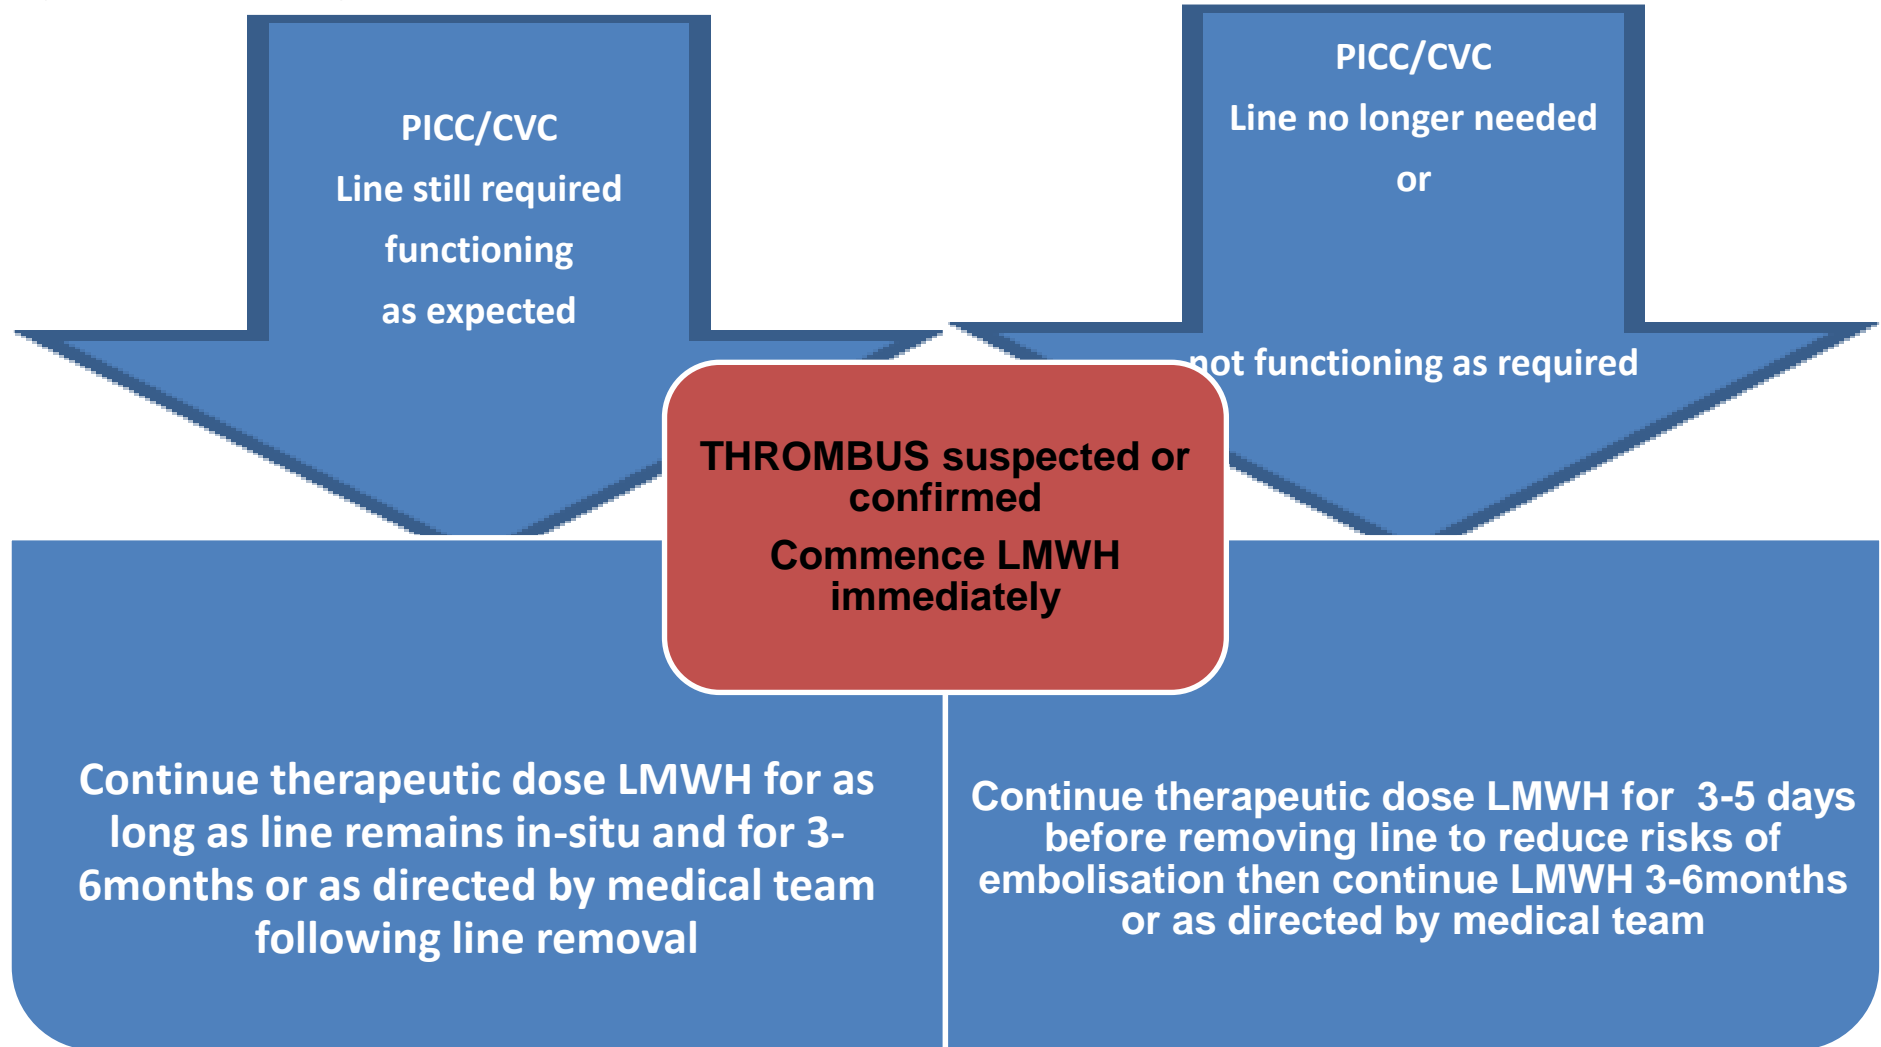 PICC/CVC
Line still required
functioning
as expected
PICC/CVC
Line no longer needed
or
not functioning as required
THROMBUS suspected or
confirmed
Commence LMWH
immediately
Continue therapeutic dose LMWH for as
long as line remains in-situ and for 3-
6months or as directed by medical team
following line removal
Continue therapeutic dose LMWH for  3-5 days
before removing line to reduce risks of
embolisation then continue LMWH 3-6months
or as directed by medical team